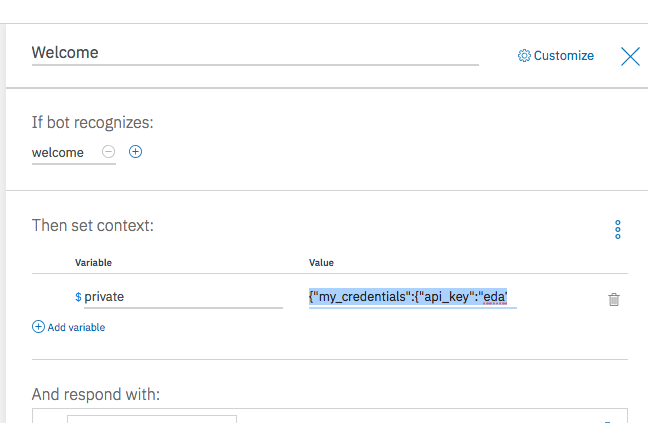 Welcome
Customize
If bot recognizes:
welcome
Then set context:
Variable Value
$ private {"my_credentials":{"api_key":"eda
Add variable
And respond with: